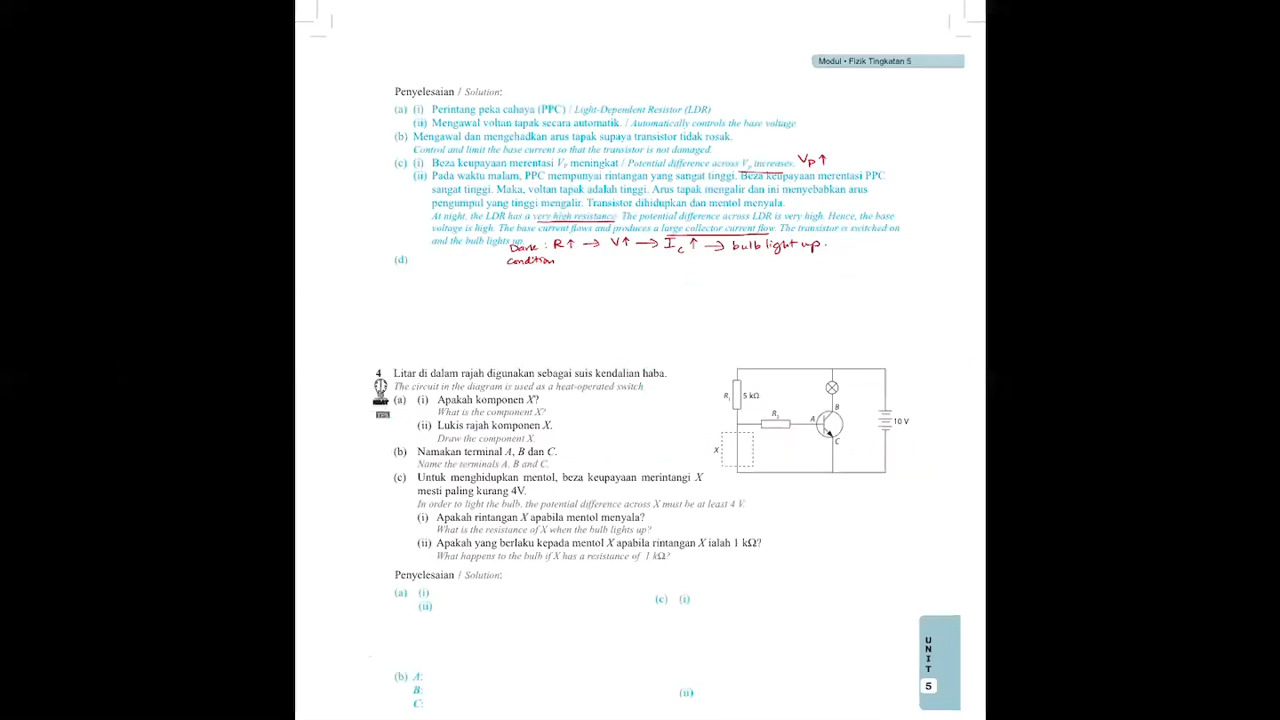 Modul • Fizik Tingkatan 5
Penyelesaian / Solution:
(a) (i) Perintang peka cahaya (PPC) / Light-Dependent Resistor (LDR)
(ii) Mengawal voltan tapak secara automatik. / Automatically controls the base voltage
(b) Mengawal dan mengehadkan arus tapak supaya transistor tidak rosak.
Control and limit the base current so that the transistor is not damaged.
(c) (i) Beza keupayaan merentasi Vp meningkat / Potential difference across Vp increases. Vp ↑
(ii) Pada waktu malam, PPC mempunyai rintangan yang sangat tinggi. Beza keupayaan merentasi PPC
sangat tinggi. Maka, voltan tapak adalah tinggi. Arus tapak mengalir dan ini menyebabkan arus
pengumpul yang tinggi mengalir. Transistor dihidupkan dan mentol menyala.
At night, the LDR has a very high resistance. The potential difference across LDR is very high. Hence, the base
voltage is high. The base current flows and produces a large collector current flow. The transistor is switched on
and the bulb lights up.
Dark : R↑ → V↑ → Ic ↑ → bulb light up.
condition
(d)
4 Litar di dalam rajah digunakan sebagai suis kendalian haba.
The circuit in the diagram is used as a heat-operated switch
(a) (i) Apakah komponen X?
What is the component X?
(ii) Lukis rajah komponen X.
Draw the component X.
(b) Namakan terminal A, B dan C.
Name the terminals A, B and C.
(c) Untuk menghidupkan mentol, beza keupayaan merintangi X
mesti paling kurang 4V.
In order to light the bulb, the potential difference across X must be at least 4 V.
(i) Apakah rintangan X apabila mentol menyala?
What is the resistance of X when the bulb lights up?
(ii) Apakah yang berlaku kepada mentol X apabila rintangan X ialah 1 kΩ?
What happens to the bulb if X has a resistance of 1 kΩ?
R1 5 kΩ
R2
A
B
C
X
10 V
Penyelesaian / Solution:
(a) (i)
(ii)
(c) (i)
(b) A:
B:
C:
(ii)
UNIT
5